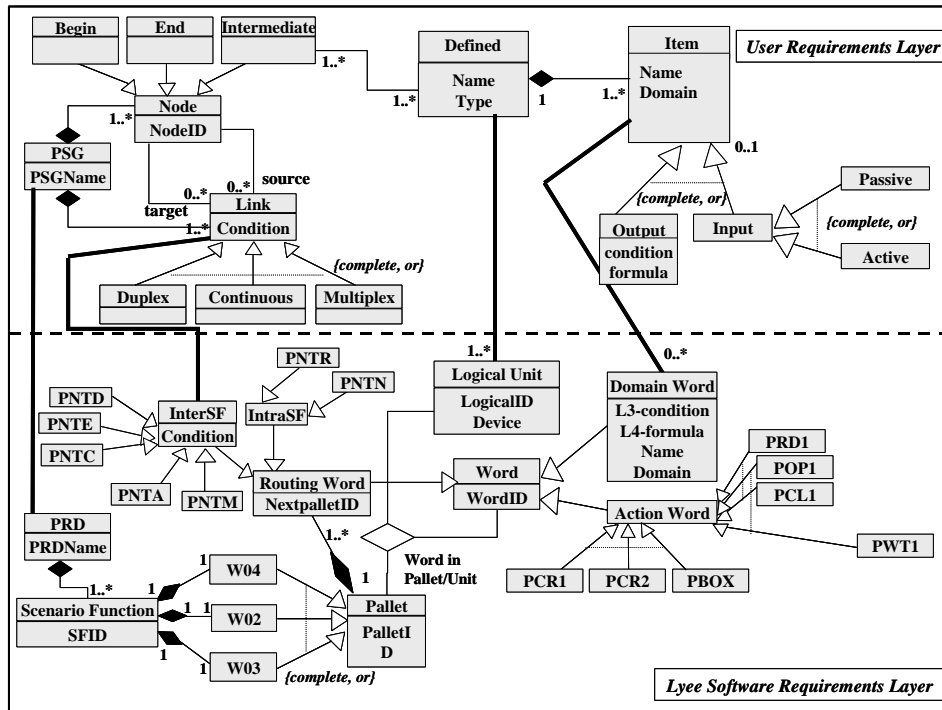 Begin
End
Intermediate
Defined
Name
Type
Item
Name
Domain
User Requirements Layer
1..*
1..*
1
1..*
Node
NodeID
1..*
PSG
PSGName
0..*
0..*
source
target
Link
Condition
1..*
0..1
{complete, or}
Output
condition
formula
Input
Passive
{complete, or}
Active
{complete, or}
Duplex
Continuous
Multiplex
1..*
0..*
PNTR
PNTN
PNTD
PNTE
PNTC
InterSF
Condition
IntraSF
PNTA
PNTM
Logical Unit
LogicalID
Device
Domain Word
L3-condition
L4-formula
Name
Domain
PRD1
POP1
PCL1
PWT1
Routing Word
NextpalletID
Word
WordID
Action Word
1..*
PRD
PRDName
1..*
Word in
Pallet/Unit
1
PCR1
PCR2
PBOX
Scenario Function
SFID
1
1
W04
1
1
W02
1
1
W03
Pallet
PalletI
D
{complete, or}
Lyee Software Requirements Layer